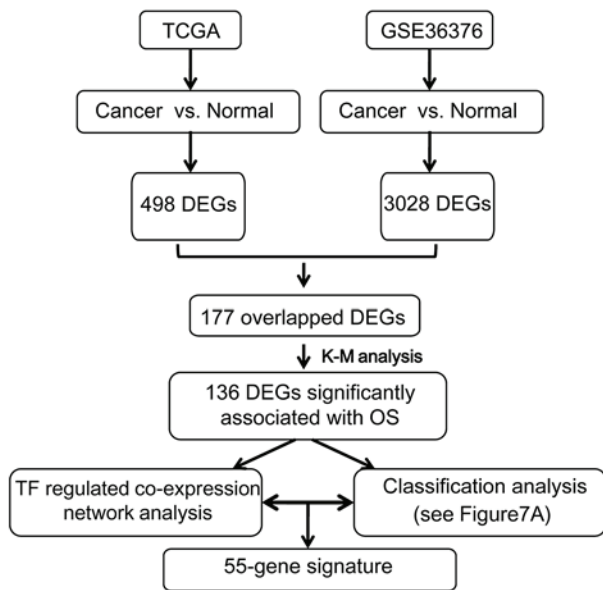 TCGA
GSE36376
Cancer vs. Normal
Cancer vs. Normal
498 DEGs
3028 DEGs
177 overlapped DEGs
K-M analysis
136 DEGs significantly
associated with OS
TF regulated co-expression
network analysis
Classification analysis
(see Figure7A)
55-gene signature